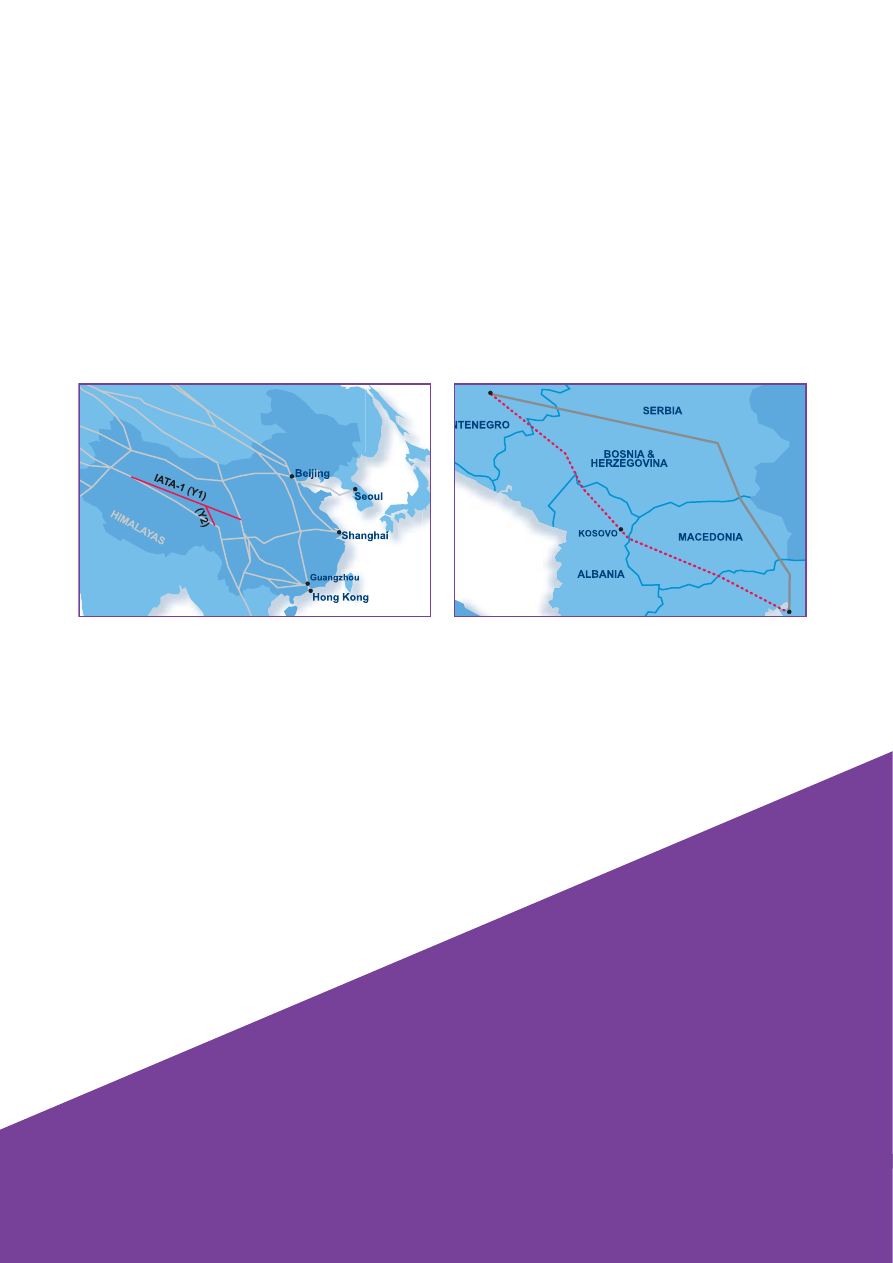 Beijing
IATA-1 (Y1)
Seoul
(Y2)
HIMALAYAS
Shanghai
Guangzhou
Hong Kong
SERBIA
NTENEGRO
BOSNIA &
HERZEGOVINA
KOSOVO
MACEDONIA
ALBANIA